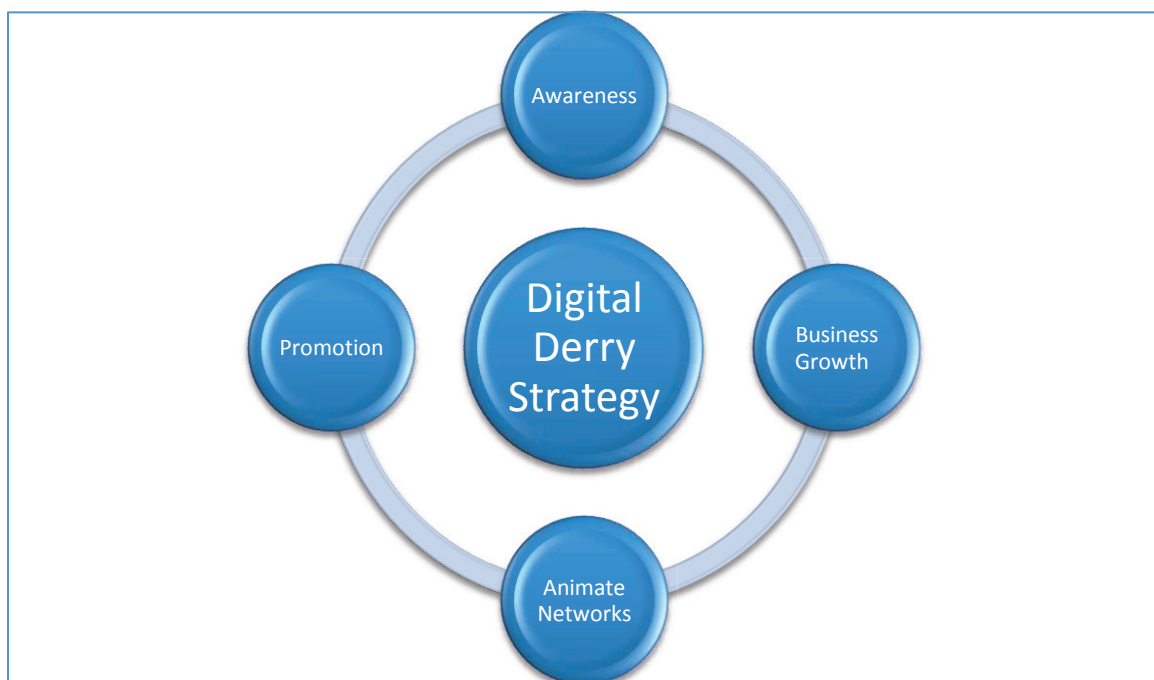 Awareness
Digital
Derry
Strategy
Promotion
Business
Growth
Animate
Networks